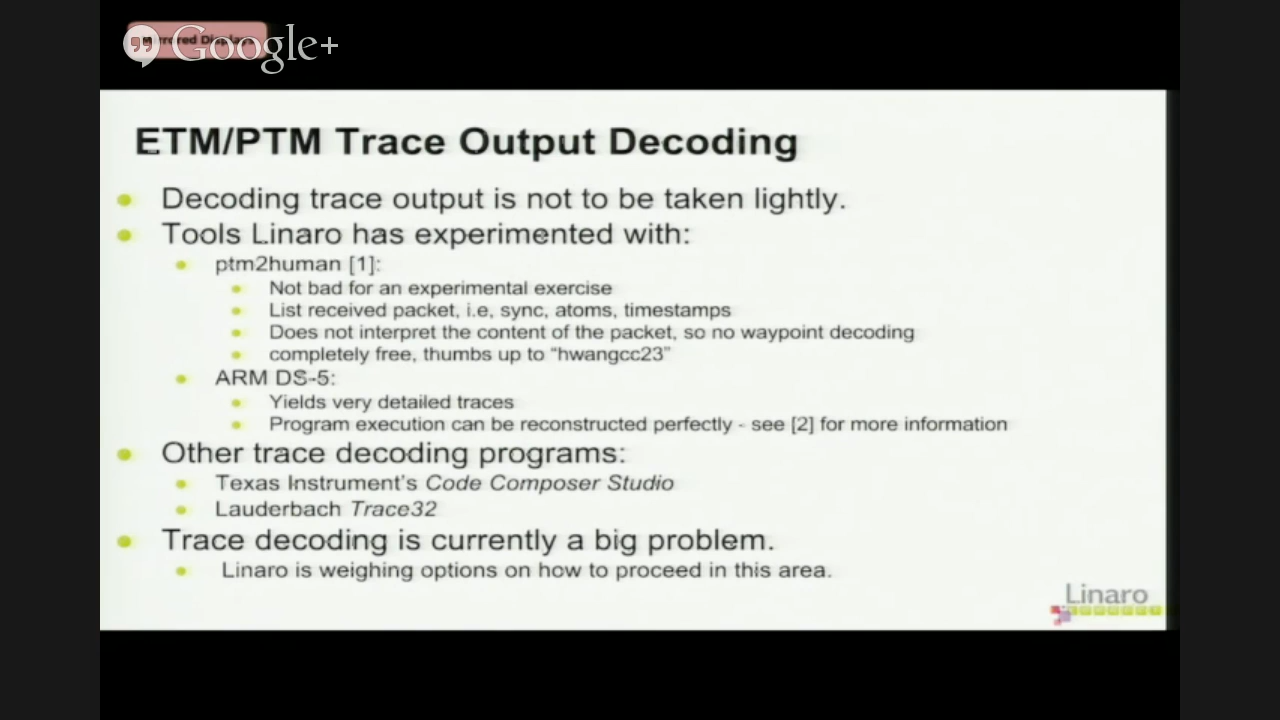 Mirrored Displays
Google+
ETM/PTM Trace Output Decoding
Decoding trace output is not to be taken lightly.
Tools Linaro has experimented with:
ptm2human [1]:
Not bad for an experimental exercise
List received packet, i.e, sync, atoms, timestamps
Does not interpret the content of the packet, so no waypoint decoding
completely free, thumbs up to “hwangcc23”
ARM DS-5:
Yields very detailed traces
Program execution can be reconstructed perfectly - see [2] for more information
Other trace decoding programs:
Texas Instrument's Code Composer Studio
Lauderbach Trace32
Trace decoding is currently a big problem.
Linaro is weighing options on how to proceed in this area.
Linaro